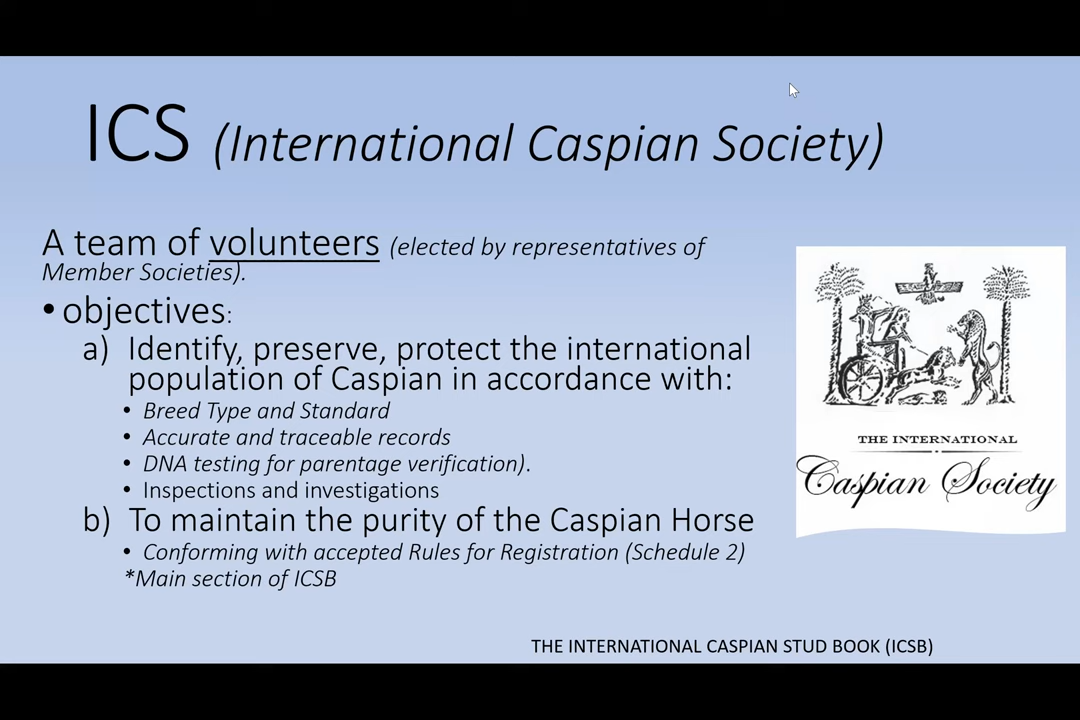 ICS (International Caspian Society)
A team of volunteers (elected by representatives of
Member Societies).
• objectives:
a) Identify, preserve, protect the international
population of Caspian in accordance with:
• Breed Type and Standard
• Accurate and traceable records
• DNA testing for parentage verification).
• Inspections and investigations
b) To maintain the purity of the Caspian Horse
• Conforming with accepted Rules for Registration (Schedule 2)
*Main section of ICSB
THE INTERNATIONAL
Caspian Society
THE INTERNATIONAL CASPIAN STUD BOOK (ICSB)